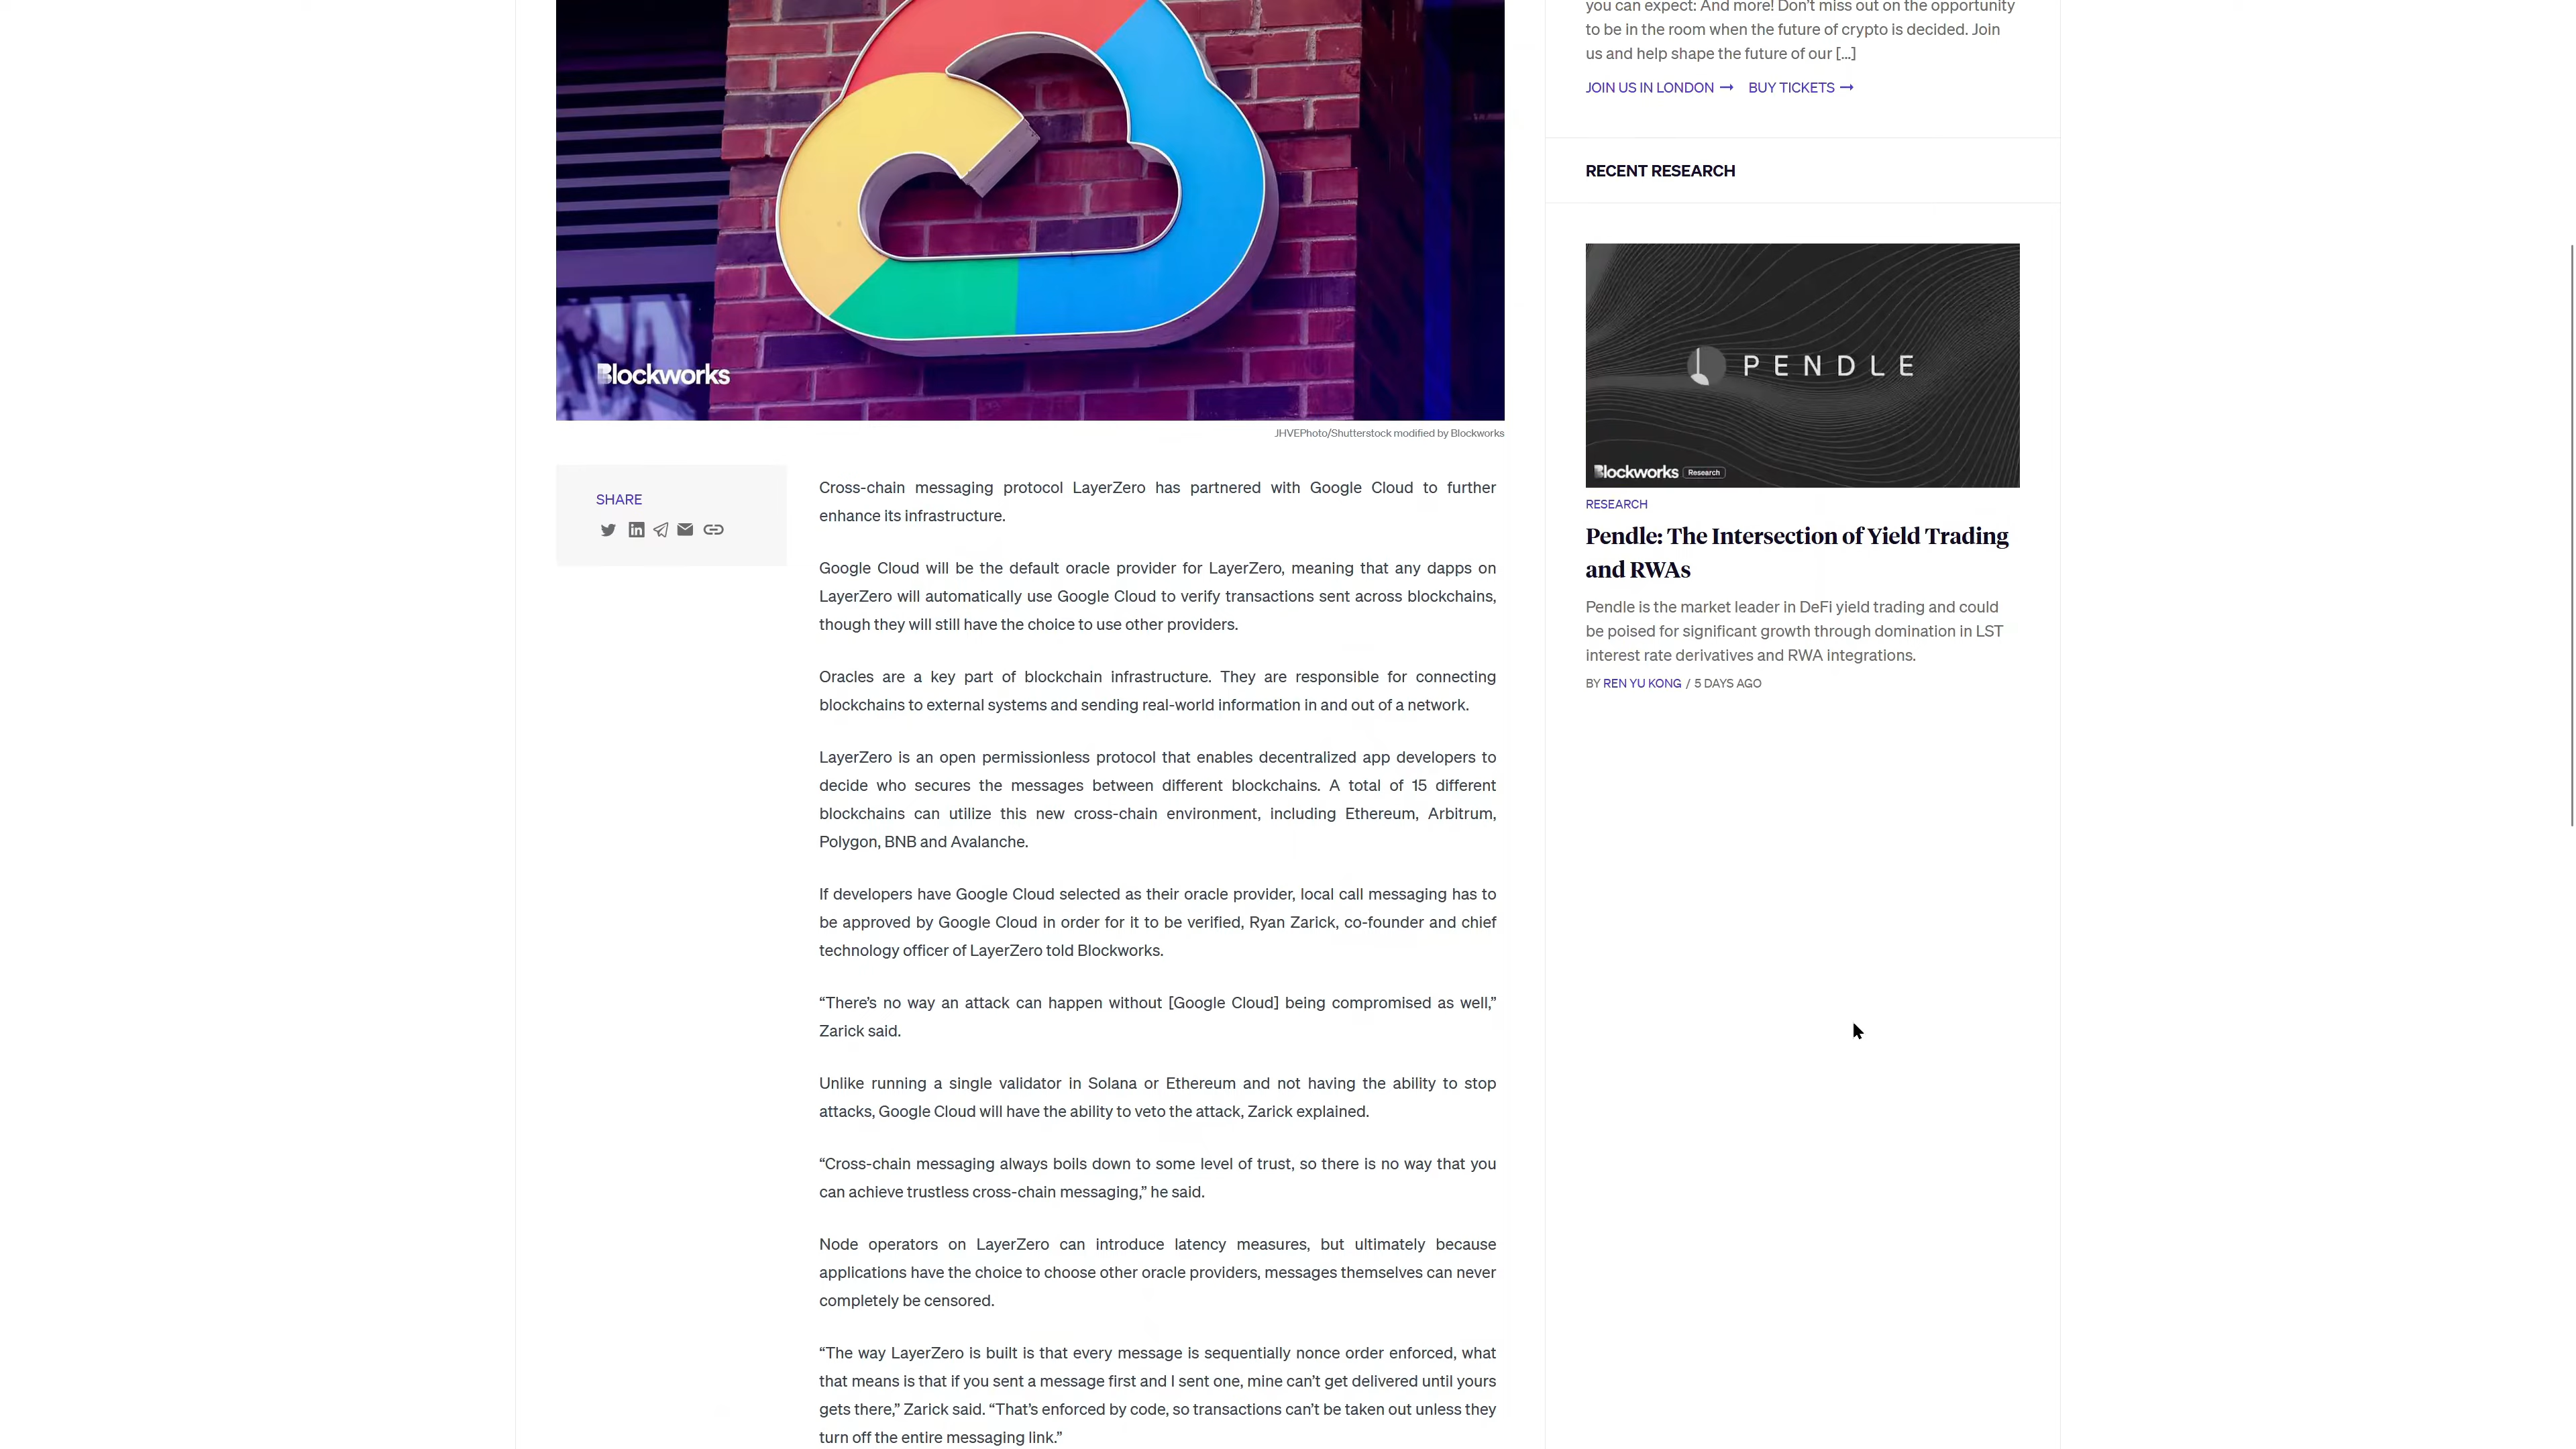 Blockworks
JHVEPhoto/Shutterstock modified by Blockworks
SHARE
Cross-chain messaging protocol LayerZero has partnered with Google Cloud to further
enhance its infrastructure.
Google Cloud will be the default oracle provider for LayerZero, meaning that any dapps on
LayerZero will automatically use Google Cloud to verify transactions sent across blockchains,
though they will still have the choice to use other providers.
Oracles are a key part of blockchain infrastructure. They are responsible for connecting
blockchains to external systems and sending real-world information in and out of a network.
LayerZero is an open permissionless protocol that enables decentralized app developers to
decide who secures the messages between different blockchains. A total of 15 different
blockchains can utilize this new cross-chain environment, including Ethereum, Arbitrum,
Polygon, BNB and Avalanche.
If developers have Google Cloud selected as their oracle provider, local call messaging has to
be approved by Google Cloud in order for it to be verified, Ryan Zarick, co-founder and chief
technology officer of LayerZero told Blockworks.
“There’s no way an attack can happen without [Google Cloud] being compromised as well,”
Zarick said.
Unlike running a single validator in Solana or Ethereum and not having the ability to stop
attacks, Google Cloud will have the ability to veto the attack, Zarick explained.
“Cross-chain messaging always boils down to some level of trust, so there is no way that you
can achieve trustless cross-chain messaging,” he said.
Node operators on LayerZero can introduce latency measures, but ultimately because
applications have the choice to choose other oracle providers, messages themselves can never
completely be censored.
“The way LayerZero is built is that every message is sequentially nonce order enforced, what
that means is that if you sent a message first and I sent one, mine can’t get delivered until yours
gets there,” Zarick said. “That’s enforced by code, so transactions can’t be taken out unless they
turn off the entire messaging link.”
you can expect: And more! Don’t miss out on the opportunity
to be in the room when the future of crypto is decided. Join
us and help shape the future of our [...]
JOIN US IN LONDON → BUY TICKETS →
RECENT RESEARCH
PENDLE
Blockworks Research
RESEARCH
Pendle: The Intersection of Yield Trading
and RWAs
Pendle is the market leader in DeFi yield trading and could
be poised for significant growth through domination in LST
interest rate derivatives and RWA integrations.
BY REN YU KONG / 5 DAYS AGO